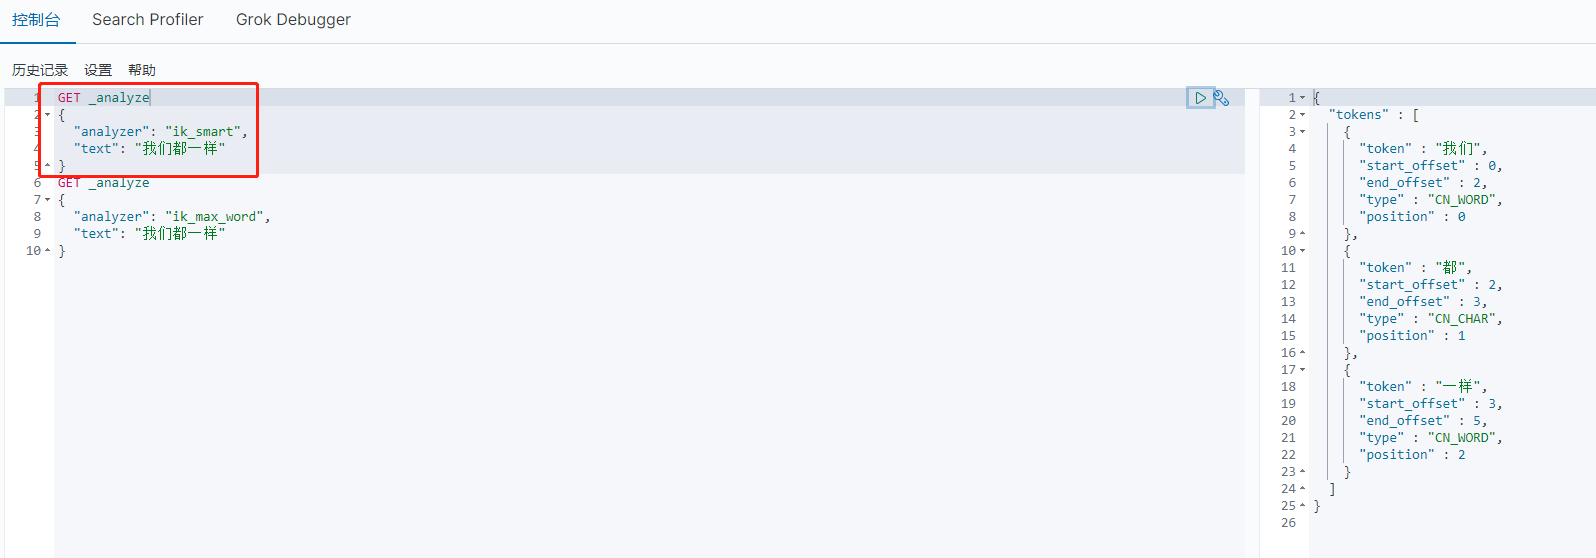 控制台 Search Profiler Grok Debugger
历史记录 设置 帮助
1 GET _analyze
2 {
3 "analyzer": "ik_smart",
4 "text": "我们都一样"
5 }
6 GET _analyze
7 {
8 "analyzer": "ik_max_word",
9 "text": "我们都一样"
10 }
1 {
2 "tokens" : [
3 {
4 "token" : "我们",
5 "start_offset" : 0,
6 "end_offset" : 2,
7 "type" : "CN_WORD",
8 "position" : 0
9 },
10 {
11 "token" : "都",
12 "start_offset" : 2,
13 "end_offset" : 3,
14 "type" : "CN_CHAR",
15 "position" : 1
16 },
17 {
18 "token" : "一样",
19 "start_offset" : 3,
20 "end_offset" : 5,
21 "type" : "CN_WORD",
22 "position" : 2
23 }
24 ]
25 }
26